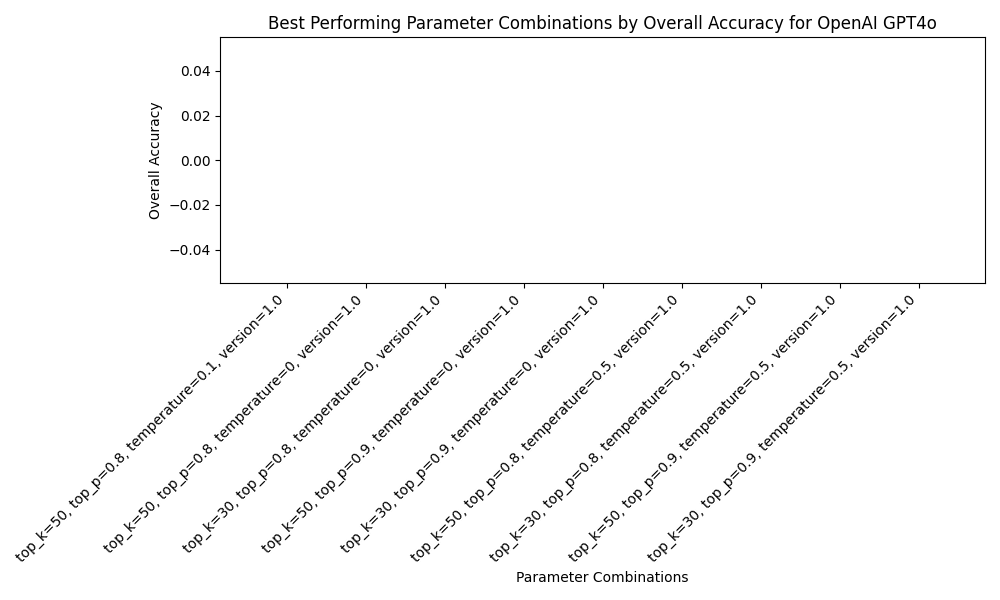 Best Performing Parameter Combinations by Overall Accuracy for OpenAI GPT4o
Overall Accuracy
0.04
0.02
0.00
−0.02
−0.04
top_k=50, top_p=0.8, temperature=0.1, version=1.0
top_k=50, top_p=0.8, temperature=0, version=1.0
top_k=30, top_p=0.8, temperature=0, version=1.0
top_k=50, top_p=0.9, temperature=0, version=1.0
top_k=30, top_p=0.9, temperature=0, version=1.0
top_k=50, top_p=0.8, temperature=0.5, version=1.0
top_k=30, top_p=0.8, temperature=0.5, version=1.0
top_k=50, top_p=0.9, temperature=0.5, version=1.0
top_k=30, top_p=0.9, temperature=0.5, version=1.0
Parameter Combinations